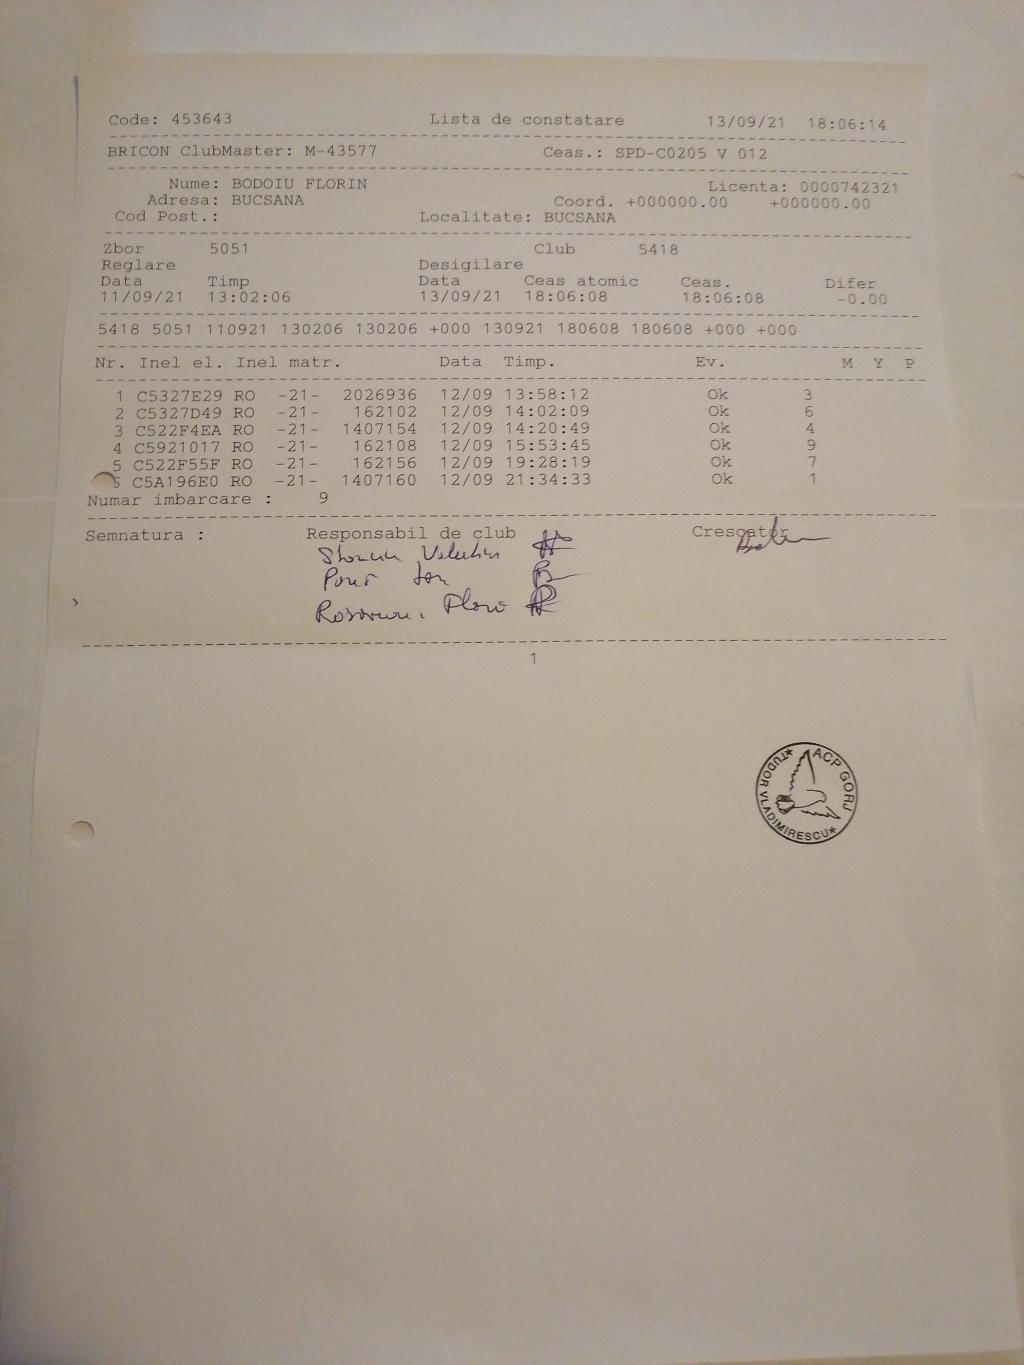 Code: 453643 Lista de constatare 13/09/21 18:06:14
BRICON ClubMaster: M-43577 Ceas.: SPD-C0205 V 012
Nume: BODOIU FLORIN Licenta: 0000742321
Adresa: BUCSANA Coord. +000000.00 +000000.00
Cod Post.: Localitate: BUCSANA
Zbor 5051 Club 5418
Reglare Desigilare
Data Timp Data Ceas atomic Ceas. Difer
11/09/21 13:02:06 13/09/21 18:06:08 18:06:08 -0.00
5418 5051 110921 130206 130206 +000 130921 180608 180608 +000 +000
Nr. Inel el. Inel matr. Data Timp. Ev. M Y P
1 C5327E29 RO -21- 2026936 12/09 13:58:12 Ok 3
2 C5327D49 RO -21- 162102 12/09 14:02:09 Ok 6
3 C522F4EA RO -21- 1407154 12/09 14:20:49 Ok 4
4 C5921017 RO -21- 162108 12/09 15:53:45 Ok 9
5 C522F55F RO -21- 162156 12/09 19:28:19 Ok 7
C5A196E0 RO -21- 1407160 12/09 21:34:33 Ok 1
Numar imbarcare : 9
Semnatura : Responsabil de club Crescator
Ion
1
ACP GORJ
*TUDOR VLADIMIRESCU*